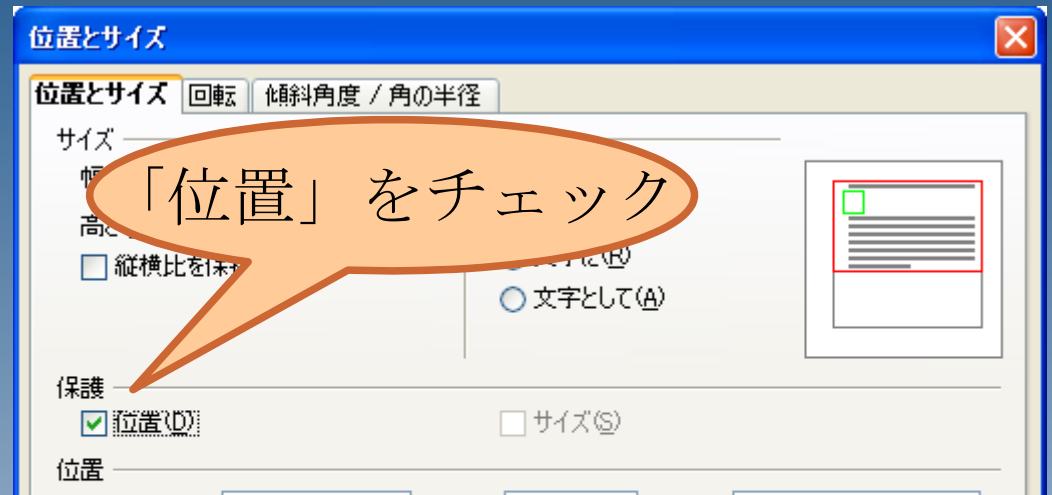 位置とサイズ
位置とサイズ 回転 傾斜角度 / 角の半径
サイズ
「位置」をチェック
縦横比を保
文字として(A)
保護
位置(D) サイズ(S)
位置